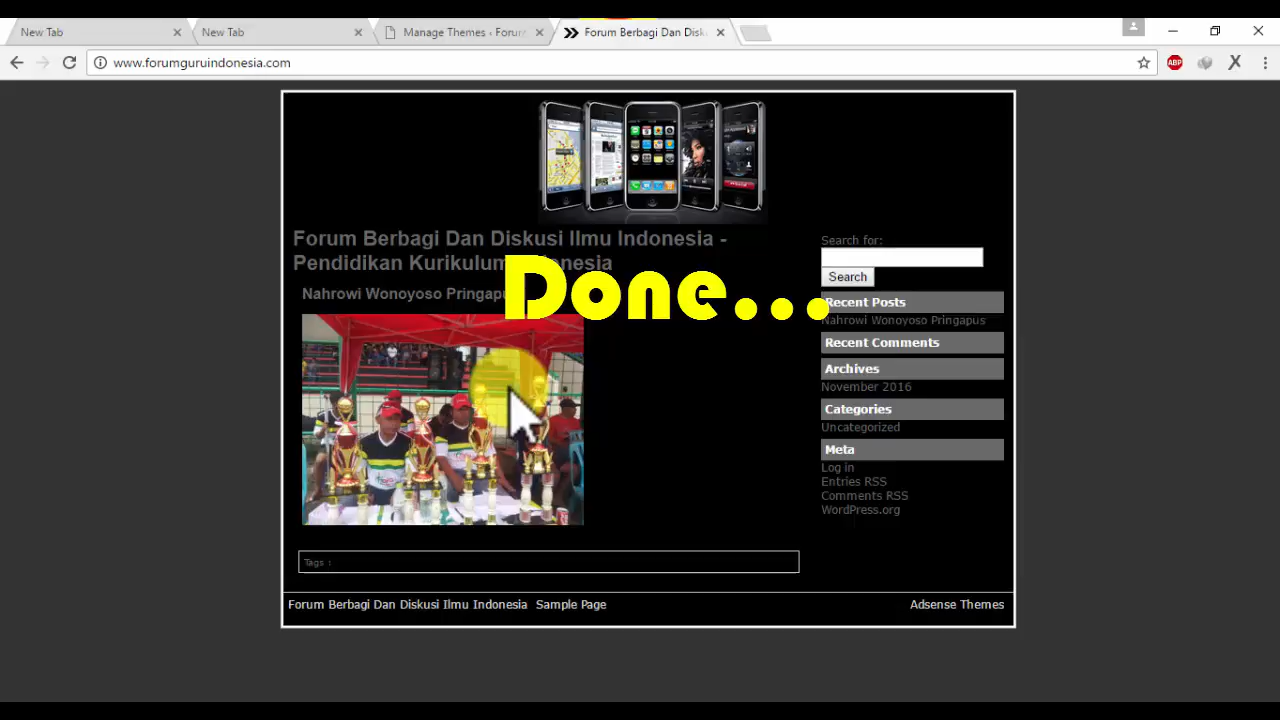 New Tab
New Tab
Manage Themes ‹ Forum
Forum Berbagi Dan Disk
www.forumguruindonesia.com
ABP
Forum Berbagi Dan Diskusi Ilmu Indonesia -
Pendidikan Kurikulum Indonesia
Nahrowi Wonoyoso Pringapus
Done...
Search for:
Search
Recent Posts
Nahrowi Wonoyoso Pringapus
Recent Comments
Archives
November 2016
Categories
Uncategorized
Meta
Log in
Entries RSS
Comments RSS
WordPress.org
Tags :
Forum Berbagi Dan Diskusi Ilmu Indonesia Sample Page
Adsense Themes